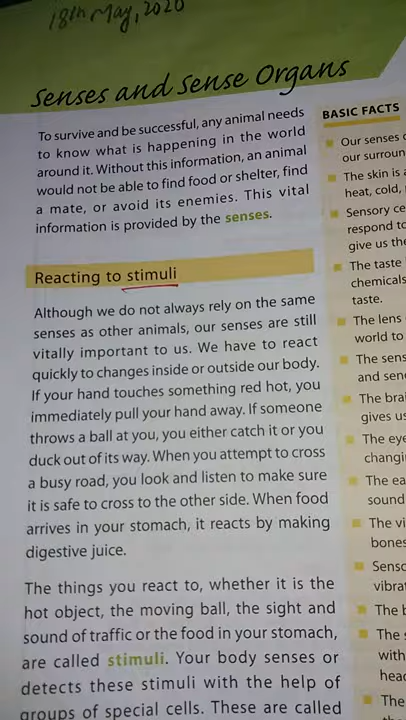 18th May, 2020
Senses and Sense Organs
To survive and be successful, any animal needs
to know what is happening in the world
around it. Without this information, an animal
would not be able to find food or shelter, find
a mate, or avoid its enemies. This vital
information is provided by the senses.
Reacting to stimuli
Although we do not always rely on the same
senses as other animals, our senses are still
vitally important to us. We have to react
quickly to changes inside or outside our body.
If your hand touches something red hot, you
immediately pull your hand away. If someone
throws a ball at you, you either catch it or you
duck out of its way. When you attempt to cross
a busy road, you look and listen to make sure
it is safe to cross to the other side. When food
arrives in your stomach, it reacts by making
digestive juice.
The things you react to, whether it is the
hot object, the moving ball, the sight and
sound of traffic or the food in your stomach,
are called stimuli. Your body senses or
detects these stimuli with the help of
groups of special cells. These are called
BASIC FACTS
Our senses
our
The skin is
heat, cold,
Sensory
respond to
give us the
The taste
chemicals
taste.
The lens
world to
The
and
The
gives us
The
The
sound
The
bones
The
The
with
The